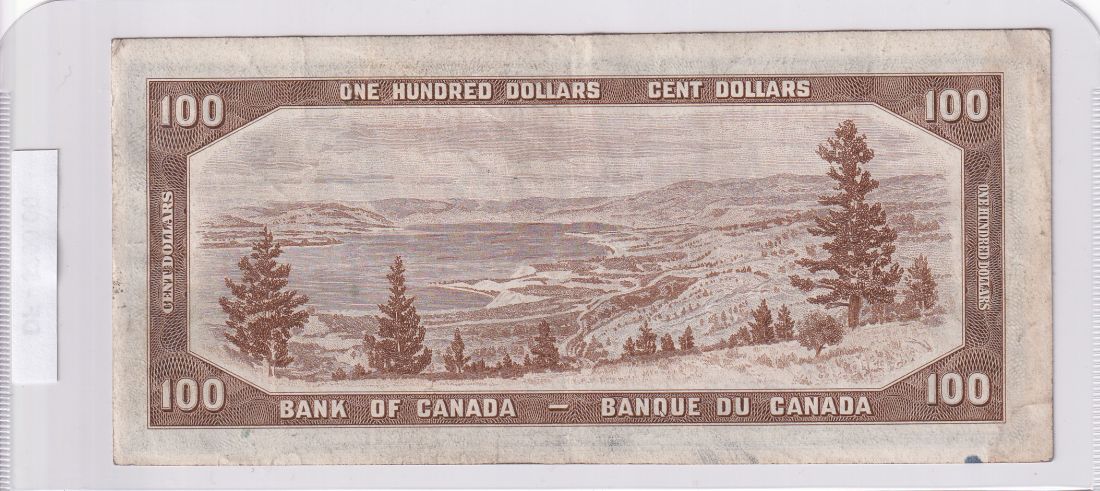 ONE HUNDRED DOLLARS CENT DOLLARS
100
100
CENT DOLLARS
ONE HUNDRED DOLLARS
100
100
BANK OF CANADA — BANQUE DU CANADA